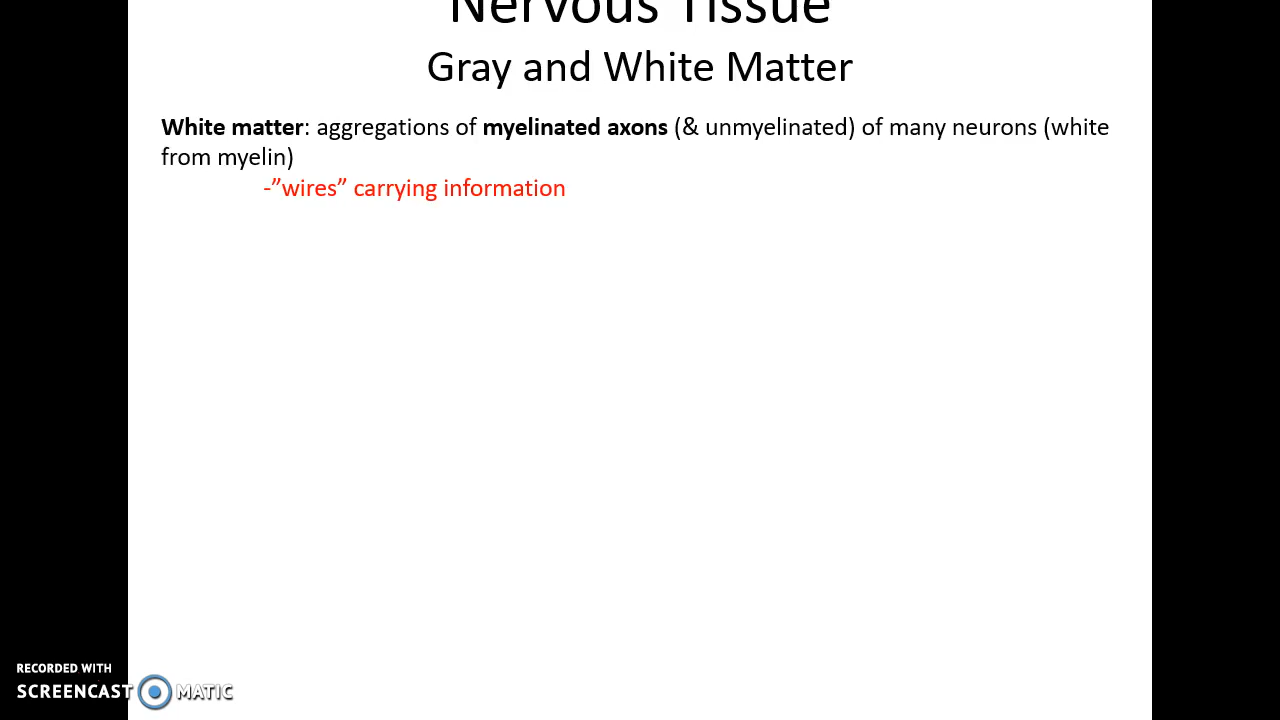 Nervous Tissue
Gray and White Matter
White matter: aggregations of myelinated axons (& unmyelinated) of many neurons (white
from myelin)
-”wires” carrying information
RECORDED WITH
SCREENCAST MATIC